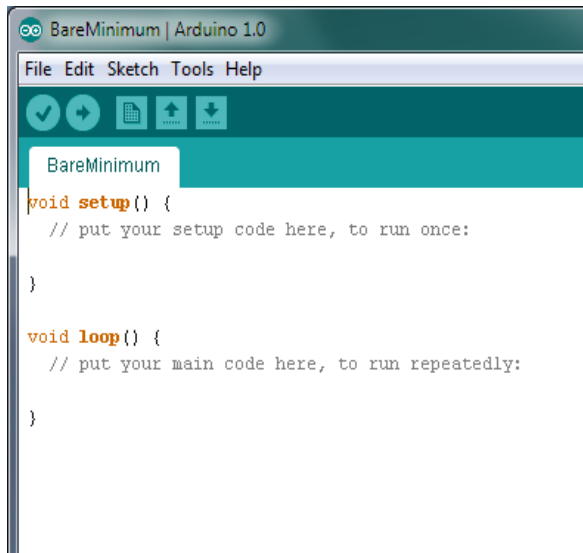 BareMinimum | Arduino 1.0
File Edit Sketch Tools Help
BareMinimum
void setup() {
  // put your setup code here, to run once:
}
void loop() {
  // put your main code here, to run repeatedly:
}